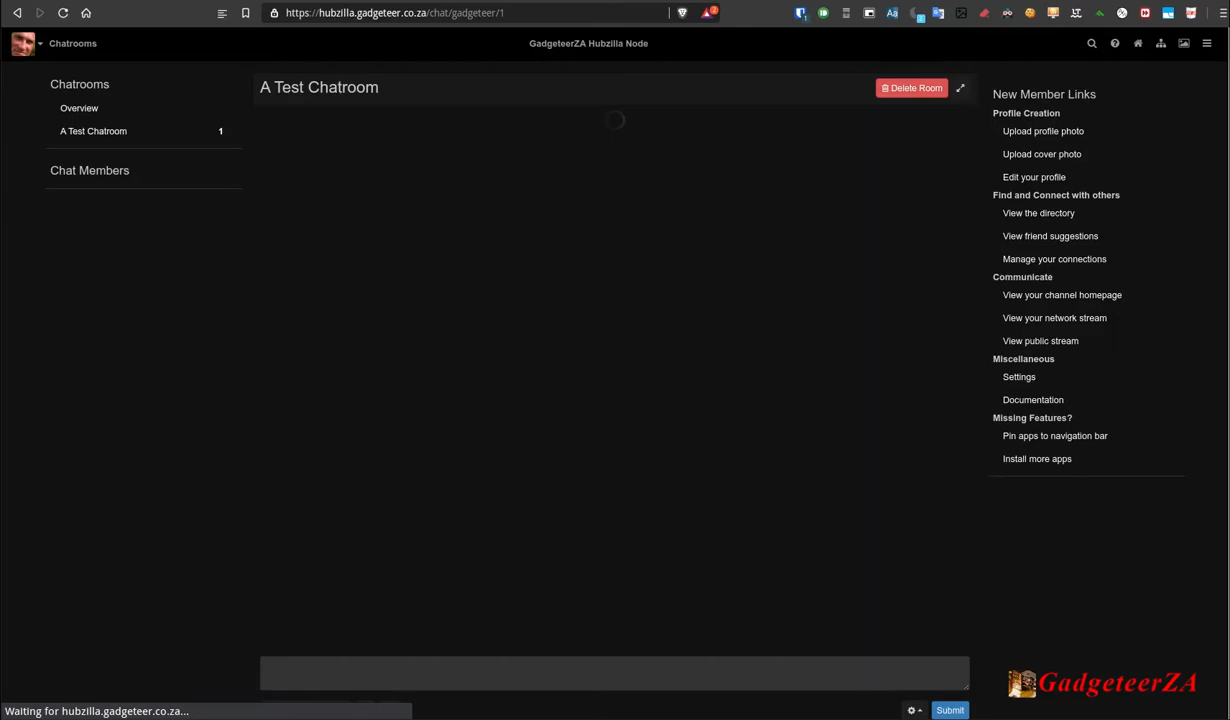 https://hubzilla.gadgeteer.co.za/chat/gadgeteer/1
2
1
2
Chatrooms
GadgeteerZA Hubzilla Node
Chatrooms
Overview
A Test Chatroom 1
Chat Members
A Test Chatroom
Delete Room
New Member Links
Profile Creation
Upload profile photo
Upload cover photo
Edit your profile
Find and Connect with others
View the directory
View friend suggestions
Manage your connections
Communicate
View your channel homepage
View your network stream
View public stream
Miscellaneous
Settings
Documentation
Missing Features?
Pin apps to navigation bar
Install more apps
GadgeteerZA
Waiting for hubzilla.gadgeteer.co.za...
Submit